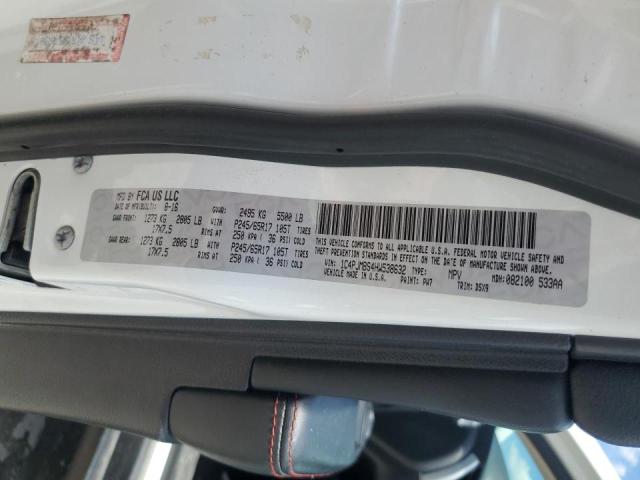 MFD BY FCA US LLC
DATE OF MFR/BUILT: 8-16 GVWR: 2495 KG 5500 LB
GAWR FRONT: 1273 KG 2805 LB WITH P245/65R17 105T TIRES
17X7.5 RIMS AT 250 KPA ( 36 PSI) COLD
GAWR REAR: 1273 KG 2805 LB WITH P245/65R17 105T TIRES
17X7.5 RIMS AT 250 KPA ( 36 PSI) COLD
THIS VEHICLE CONFORMS TO ALL APPLICABLE U.S.A. FEDERAL MOTOR VEHICLE SAFETY AND
THEFT PREVENTION STANDARDS IN EFFECT ON THE DATE OF MANUFACTURE SHOWN ABOVE.
VIN: 1C4PJMBS4HW538632 TYPE: MPV MDH: 082100 533AA
MADE IN U.S.A. PAINT: PW7 TRIM: D5X9